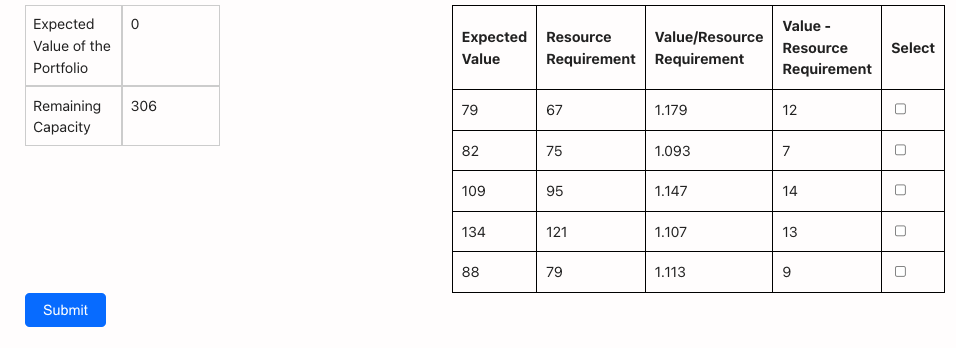 Expected 0
Value of the
Portfolio
Remaining 306
Capacity
Expected Value Resource Requirement Value/Resource Requirement Value - Resource Requirement Select
79 67 1.179 12
82 75 1.093 7
109 95 1.147 14
134 121 1.107 13
88 79 1.113 9
Submit